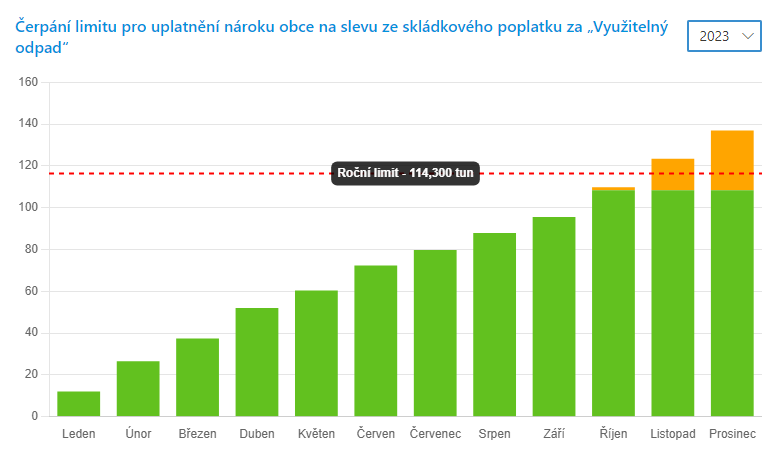 Čerpání limitu pro uplatnění nároku obce na slevu ze skládkového poplatku za „Využitelný
odpad“
2023
160
140
120
100
80
60
40
20
0
Roční limit - 114,300 tun
Leden
Únor
Březen
Duben
Květen
Červen
Červenec
Srpen
Září
Říjen
Listopad
Prosinec